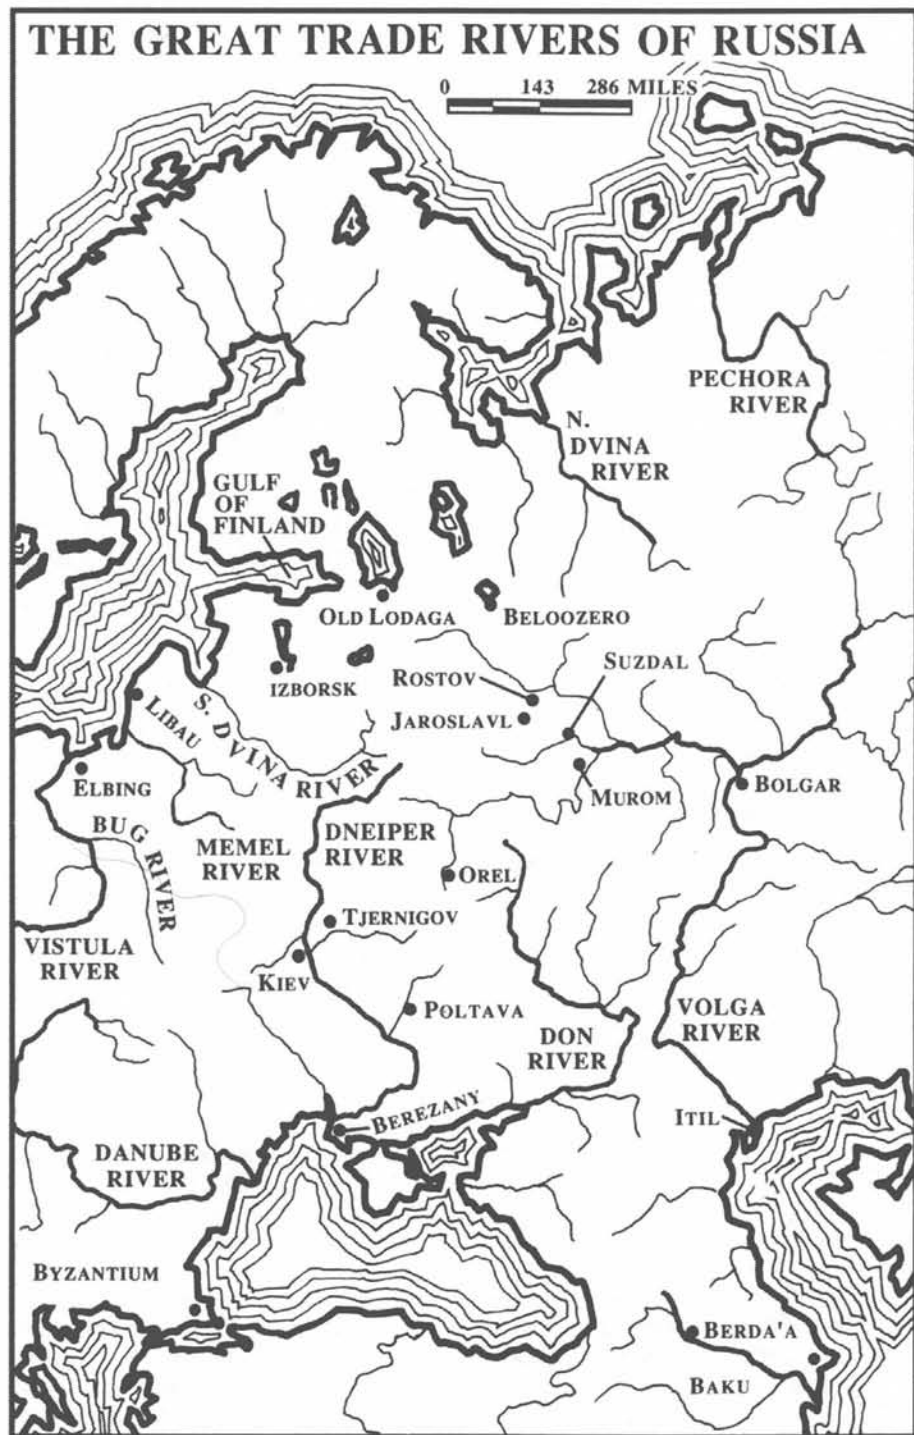 THE GREAT TRADE RIVERS OF RUSSIA
0 143 286 MILES
PECHORA
RIVER
N.
DVINA
RIVER
GULF
OF
FINLAND
OLD LODAGA
BELOOZERO
SUZDAL
ROSTOV
IZBORSK
JAROSLAVL
LIBAU
S. DVINA RIVER
ELBING
MUROM
BOLGAR
BUG RIVER
MEMEL
RIVER
DNEIPER
RIVER
OREL
TJERNIGOV
VISTULA
RIVER
KIEV
POLTAVA
DON
RIVER
VOLGA
RIVER
BEREZANY
ITIL
DANUBE
RIVER
BYZANTIUM
BERDA'A
BAKU